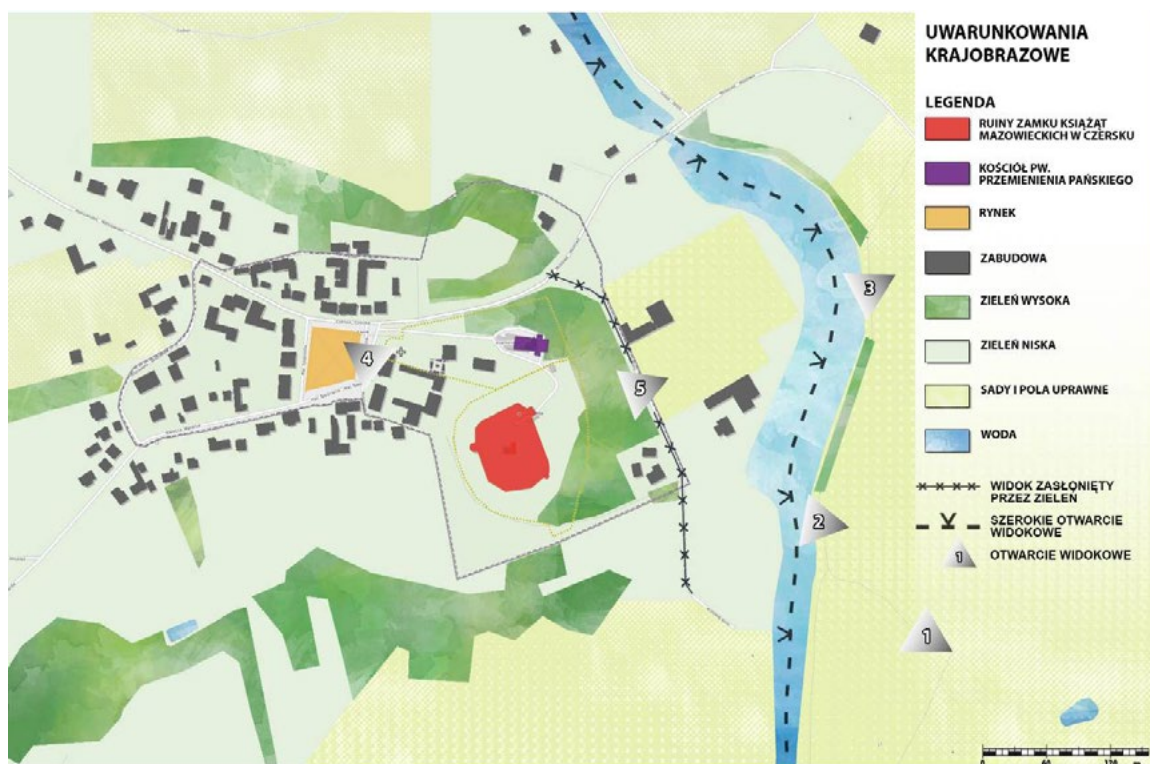 UWARUNKOWANIA
KRAJOBRAZOWE
LEGENDA
RUINY ZAMKU KSIĄŻĄT
MAZOWIECKICH W CZERSKU
KOŚCIÓŁ PW.
PRZEMIENIENIA PAŃSKIEGO
RYNEK
ZABUDOWA
ZIELEŃ WYSOKA
ZIELEŃ NISKA
SADY I POLA UPRAWNE
WODA
WIDOK ZASŁONIĘTY
PRZEZ ZIELEŃ
SZEROKIE OTWARCIE
WIDOKOWE
1 OTWARCIE WIDOKOWE
3
4
5
2
1
0 60 120 m